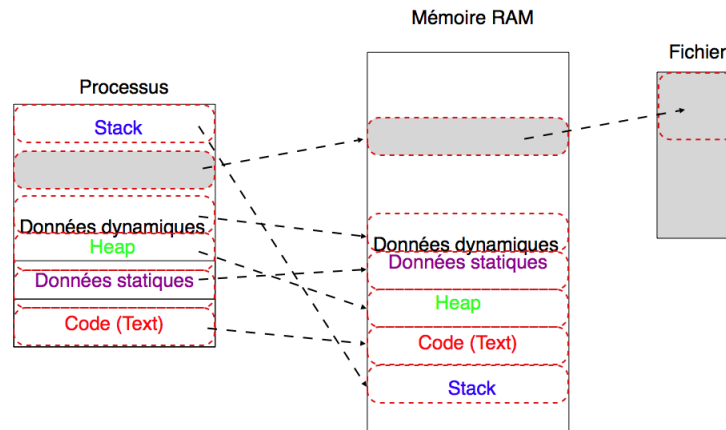 Mémoire RAM
Fichier
Processus
Stack
Données dynamiques
Heap
Données statiques
Code (Text)
Données dynamiques
Données statiques
Heap
Code (Text)
Stack